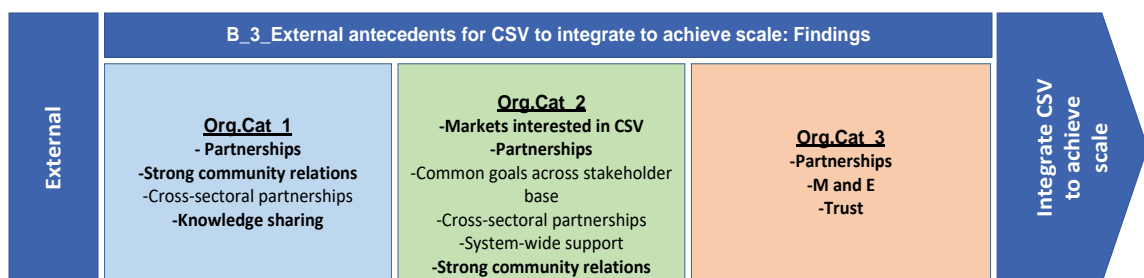 External
B_3_External antecedents for CSV to integrate to achieve scale: Findings
Org.Cat_1
- Partnerships
-Strong community relations
-Cross-sectoral partnerships
-Knowledge sharing
Org.Cat_2
-Markets interested in CSV
-Partnerships
-Common goals across stakeholder
base
-Cross-sectoral partnerships
-System-wide support
-Strong community relations
Org.Cat_3
-Partnerships
-M and E
-Trust
Integrate CSV
to achieve
scale